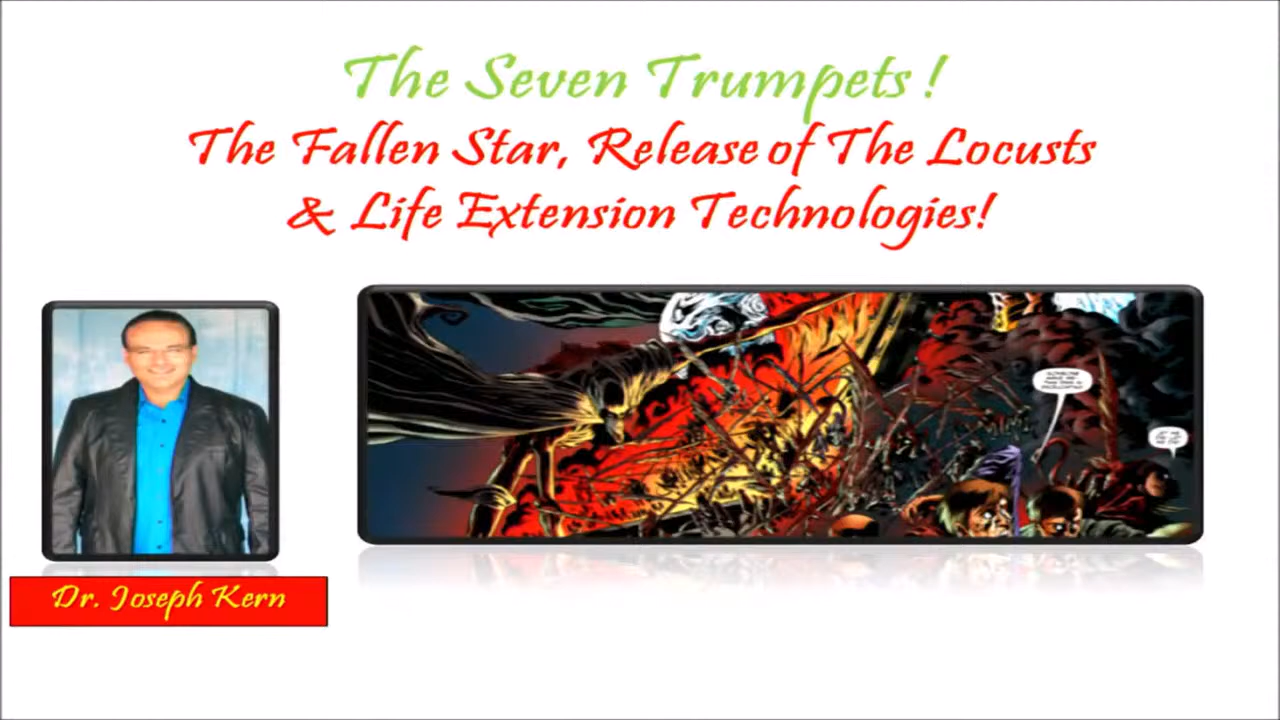 The Seven Trumpets !
The Fallen Star, Release of The Locusts
& Life Extension Technologies!
Dr. Joseph Kern